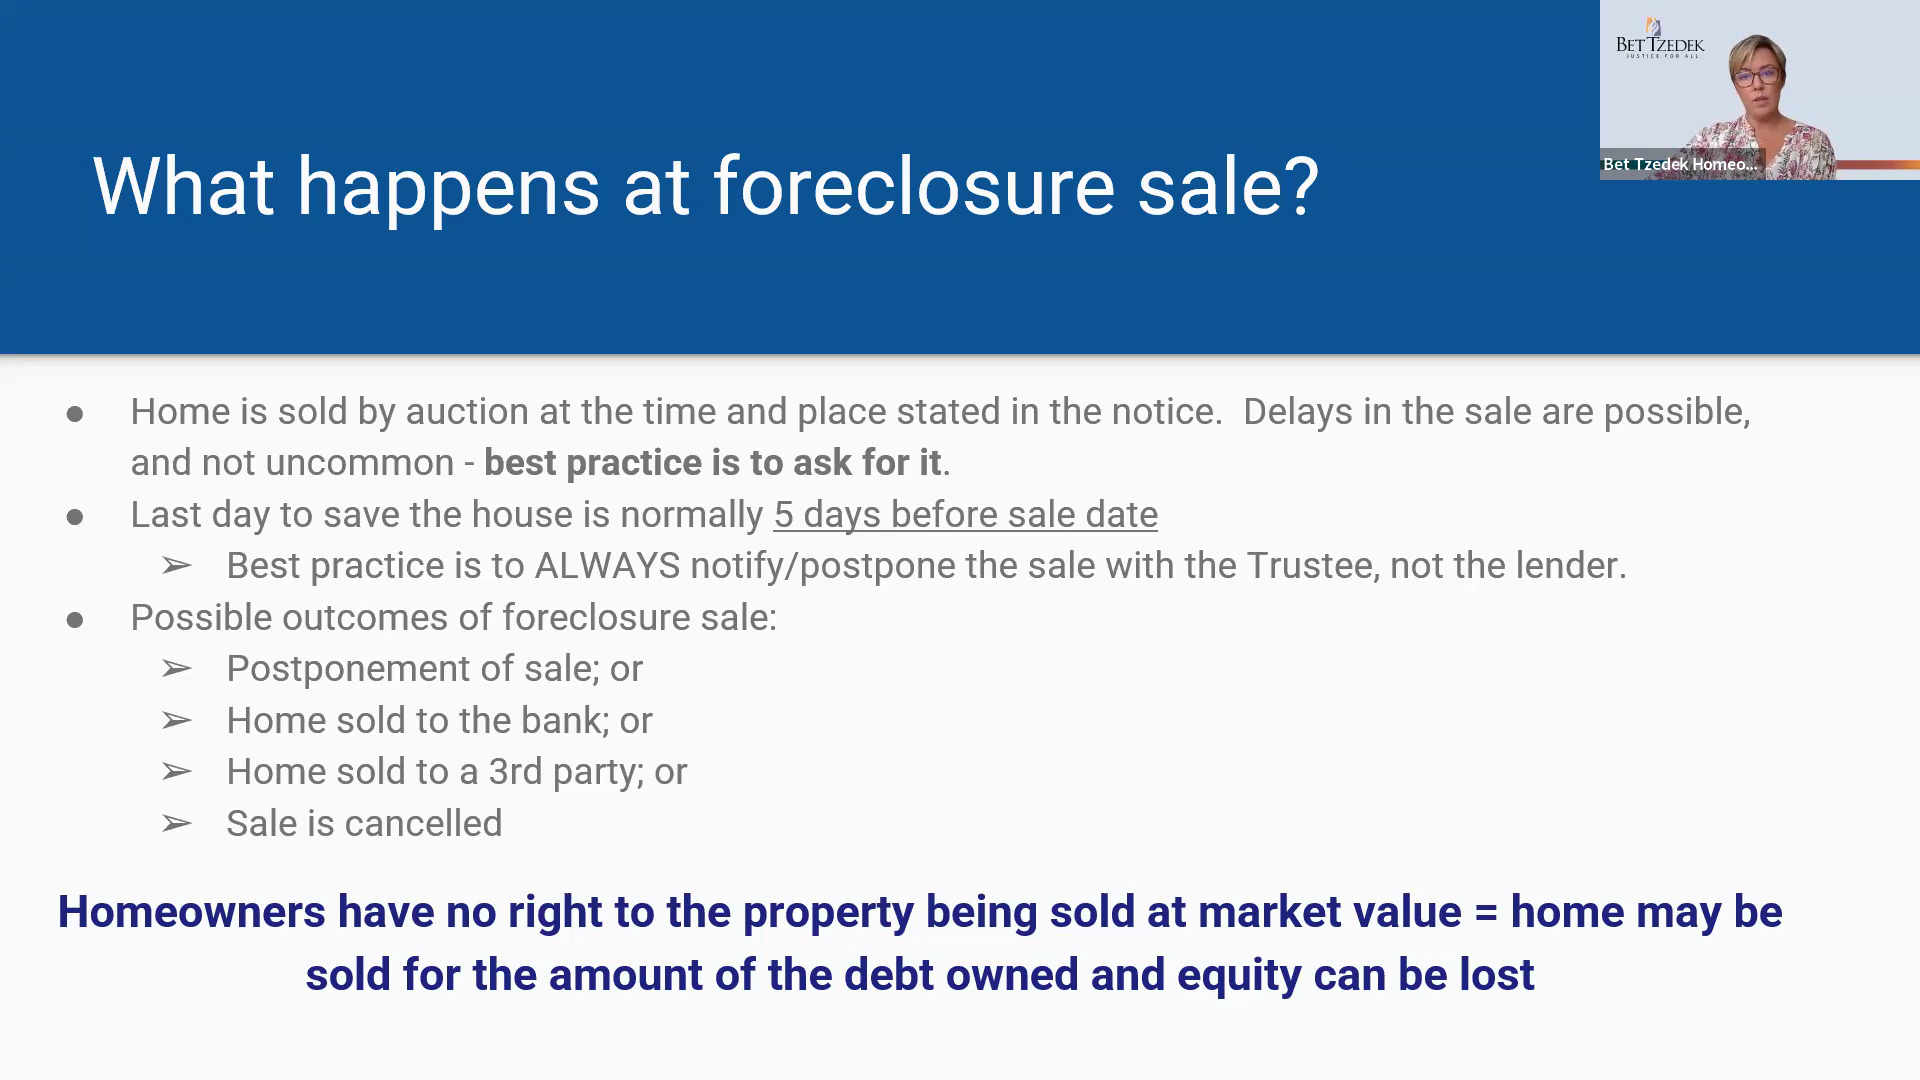 BET TZEDEK
JUSTICE FOR ALL
Bet Tzedek Homeo...
What happens at foreclosure sale?
● Home is sold by auction at the time and place stated in the notice.  Delays in the sale are possible,
and not uncommon - best practice is to ask for it.
● Last day to save the house is normally 5 days before sale date
➢ Best practice is to ALWAYS notify/postpone the sale with the Trustee, not the lender.
● Possible outcomes of foreclosure sale:
➢ Postponement of sale; or
➢ Home sold to the bank; or
➢ Home sold to a 3rd party; or
➢ Sale is cancelled
Homeowners have no right to the property being sold at market value = home may be
sold for the amount of the debt owned and equity can be lost